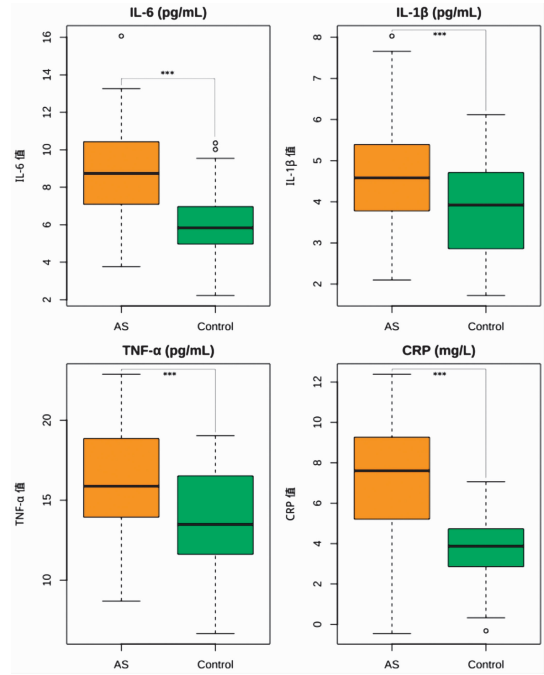 IL-6 (pg/mL)
IL-6 值
16
14
12
10
8
6
4
2
***
AS
Control
IL-1β (pg/mL)
IL-1β 值
8
7
6
5
4
3
2
***
AS
Control
TNF-α (pg/mL)
TNF-α 值
20
15
10
***
AS
Control
CRP (mg/L)
CRP 值
12
10
8
6
4
2
0
***
AS
Control